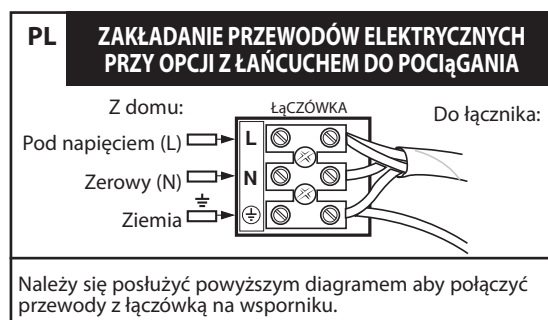 PL
ZAKŁADANIE PRZEWODÓW ELEKTRYCZNYCH
PRZY OPCJI Z ŁAŃCUCHEM DO POCIąGANIA
Z domu:
ŁąCZÓWKA
Do łącznika:
Pod napięciem (L)
L
Zerowy (N)
N
Ziemia
Należy się posłużyć powyższym diagramem aby połączyć
przewody z łączówką na wsporniku.